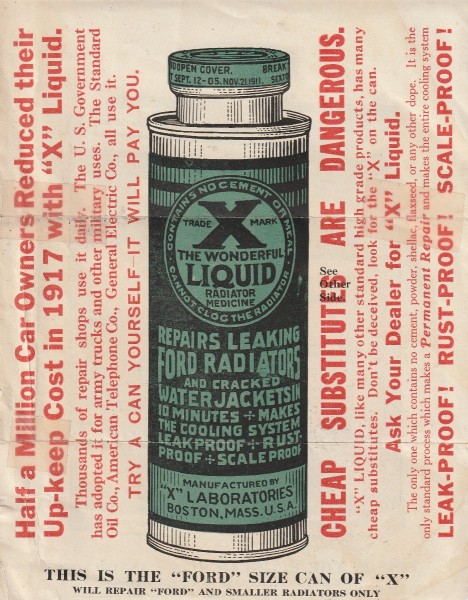 Half a Million Car Owners Reduced their
Up-keep Cost in 1917 with "X" Liquid.
Thousands of repair shops use it daily. The U. S. Government
has adopted it for army trucks and other military uses. The Standard
Oil Co., American Telephone Co., General Electric Co., all use it.
TRY A CAN YOURSELF—IT WILL PAY YOU.
OPEN COVER. BREAK
SEPT. 12-05. NOV. 21, 1911.
CONTAINS NO CEMENT OR MEAL
TRADE X MARK
THE WONDERFUL
LIQUID
RADIATOR
MEDICINE
CANNOT CLOG THE RADIATOR
REPAIRS LEAKING
FORD RADIATORS
AND CRACKED
WATER JACKETS IN
10 MINUTES + MAKES
THE COOLING SYSTEM
LEAKPROOF + RUST-
PROOF + SCALE PROOF
MANUFACTURED BY
"X" LABORATORIES
BOSTON, MASS. U.S.A.
See
Other
Side.
CHEAP SUBSTITUTES ARE DANGEROUS.
"X" LIQUID, like many other standard high grade products, has many
cheap substitutes. Don't be deceived, look for the "X" on the can.
Ask Your Dealer for "X" Liquid.
The only one which contains no cement, powder, shellac, flaxseed, or any other dope. It is the
only standard process which makes a Permanent Repair and makes the entire cooling system
LEAK-PROOF! RUST-PROOF! SCALE-PROOF!
THIS IS THE "FORD" SIZE CAN OF "X"
WILL REPAIR "FORD" AND SMALLER RADIATORS ONLY